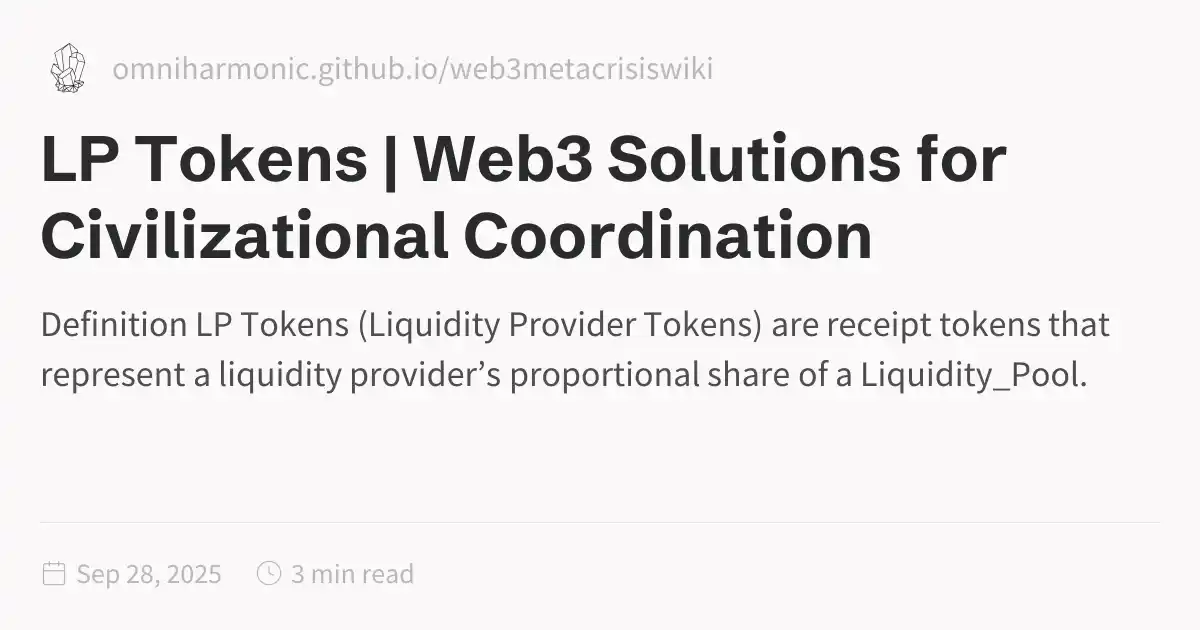 omniharmonic.github.io/web3metacrisiswiki
LP Tokens | Web3 Solutions for
Civilizational Coordination
Definition LP Tokens (Liquidity Provider Tokens) are receipt tokens that
represent a liquidity provider’s proportional share of a Liquidity_Pool.
Sep 28, 2025 3 min read